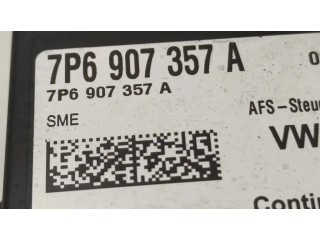 7P6 907 357 A
7P6 907 357 A
SME
AFS-Steue
VW
Contin